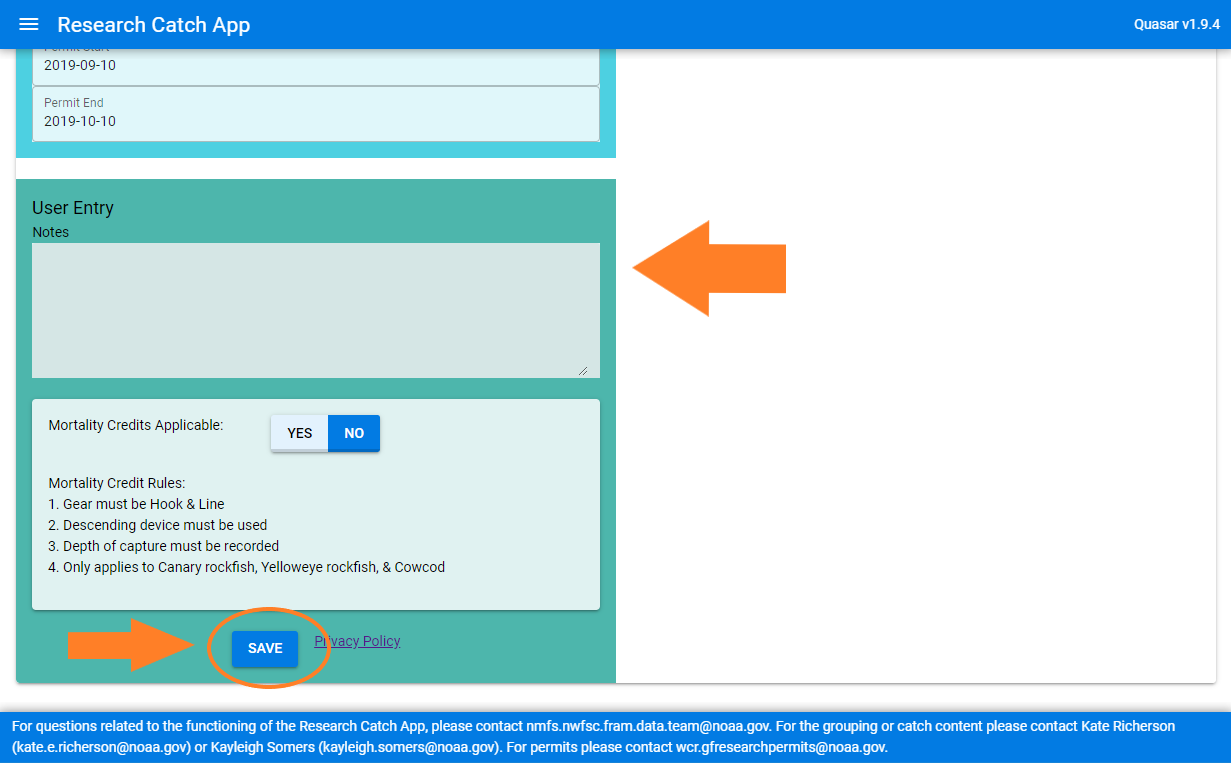 Research Catch App
Quasar v1.9.4
Permit Start
2019-09-10
Permit End
2019-10-10
User Entry
Notes
Mortality Credits Applicable:
YES NO
Mortality Credit Rules:
1. Gear must be Hook & Line
2. Descending device must be used
3. Depth of capture must be recorded
4. Only applies to Canary rockfish, Yelloweye rockfish, & Cowcod
SAVE
Privacy Policy
For questions related to the functioning of the Research Catch App, please contact nmfs.nwfsc.fram.data.team@noaa.gov. For the grouping or catch content please contact Kate Richerson
(kate.e.richerson@noaa.gov) or Kayleigh Somers (kayleigh.somers@noaa.gov). For permits please contact wcr.gfresearchpermits@noaa.gov.